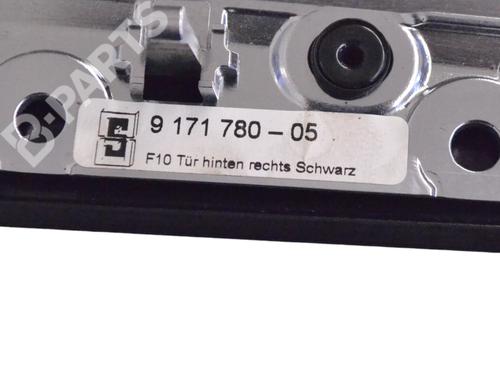 B-PARTS
9 171 780-05
F10 Tür hinten rechts Schwarz